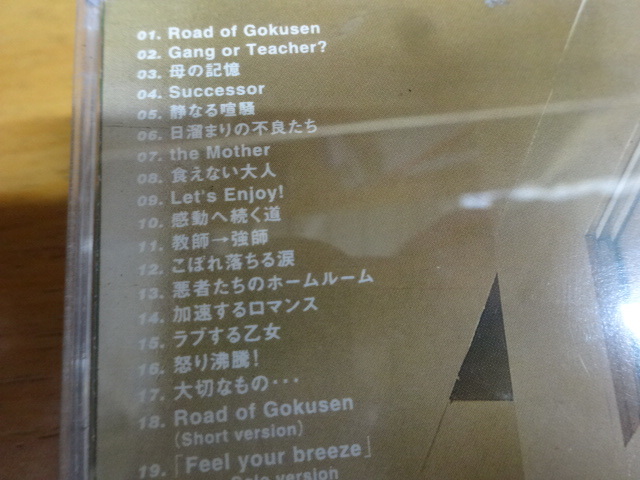 01. Road of Gokusen
02. Gang or Teacher?
03. 母の記憶
04. Successor
05. 静なる喧騒
06. 日溜まりの不良たち
07. the Mother
08. 食えない大人
09. Let's Enjoy!
10. 感動へ続く道
11. 教師→強師
12. こぼれ落ちる涙
13. 悪者たちのホームルーム
14. 加速するロマンス
15. ラブする乙女
16. 怒り沸騰!
17. 大切なもの・・・
18. Road of Gokusen
(Short version)
19. 「Feel your breeze」
Solo version